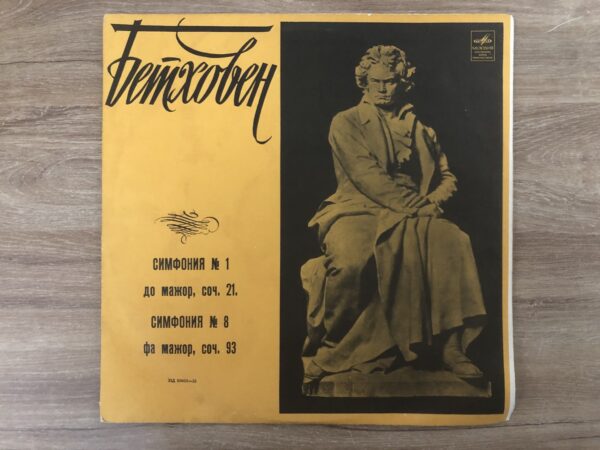 Бетховен
СИМФОНИЯ № 1
до мажор, соч. 21.
СИМФОНИЯ № 8
фа мажор, соч. 93